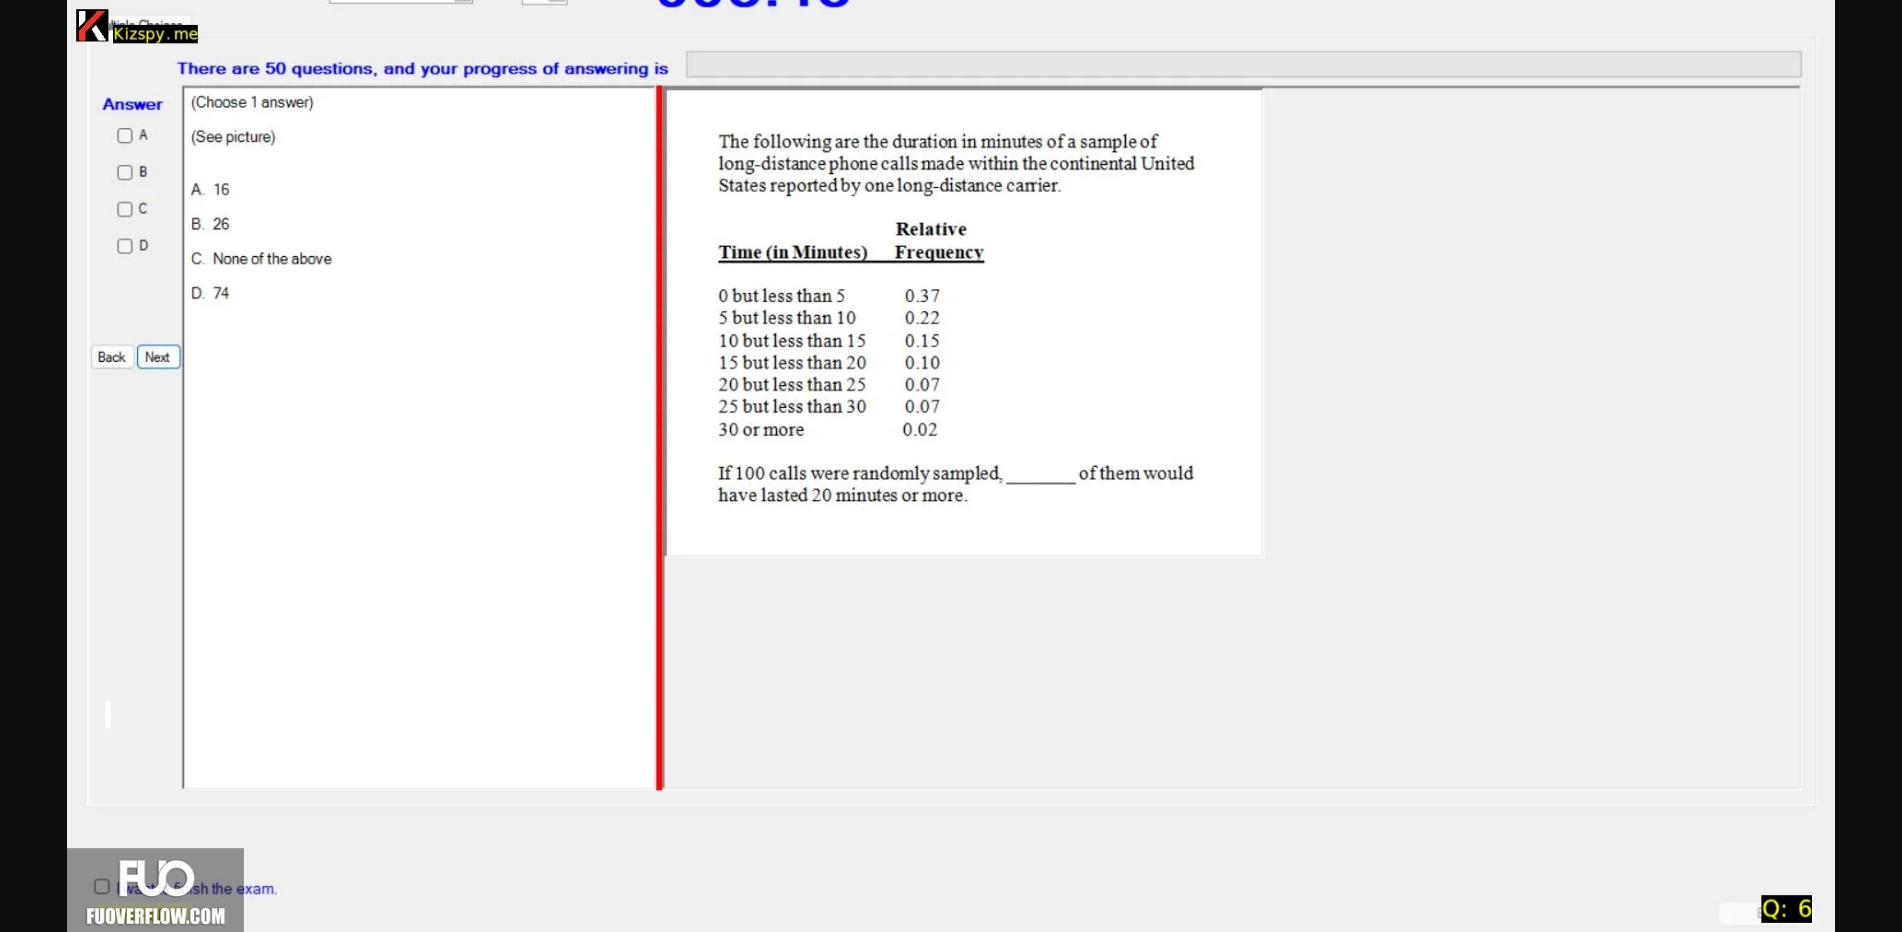 Kizspy.me
There are 50 questions, and your progress of answering is
Answer
A
B
C
D
Back Next
(Choose 1 answer)
(See picture)
A. 16
B. 26
C. None of the above
D. 74
The following are the duration in minutes of a sample of
long-distance phone calls made within the continental United
States reported by one long-distance carrier.
Relative
Time (in Minutes) Frequency
0 but less than 5 0.37
5 but less than 10 0.22
10 but less than 15 0.15
15 but less than 20 0.10
20 but less than 25 0.07
25 but less than 30 0.07
30 or more 0.02
If 100 calls were randomly sampled, _______ of them would
have lasted 20 minutes or more.
FUO
the exam.
FUOVERFLOW.COM
Q: 6